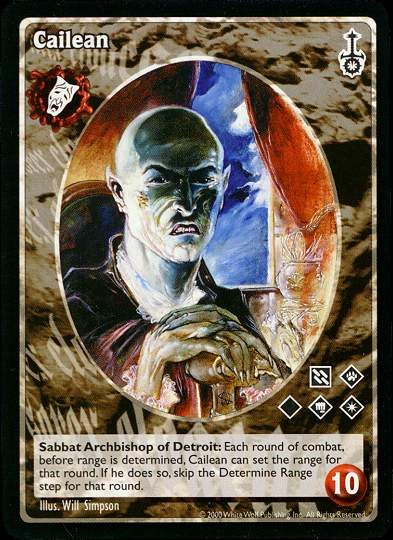 Cailean
Sabbat Archbishop of Detroit: Each round of combat,
before range is determined, Cailean can set the range for
that round. If he does so, skip the Determine Range
step for that round.
10
Illus. Will Simpson
© 2000 White Wolf Publishing, Inc. All Rights Reserved.